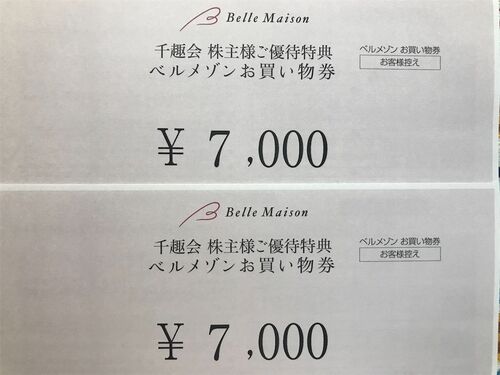 Belle Maison
千趣会 株主様ご優待特典
ベルメゾンお買い物券
ベルメゾン お買い物券
お客様控え
¥ 7,000
Belle Maison
千趣会 株主様ご優待特典
ベルメゾンお買い物券
ベルメゾン お買い物券
お客様控え
¥ 7,000